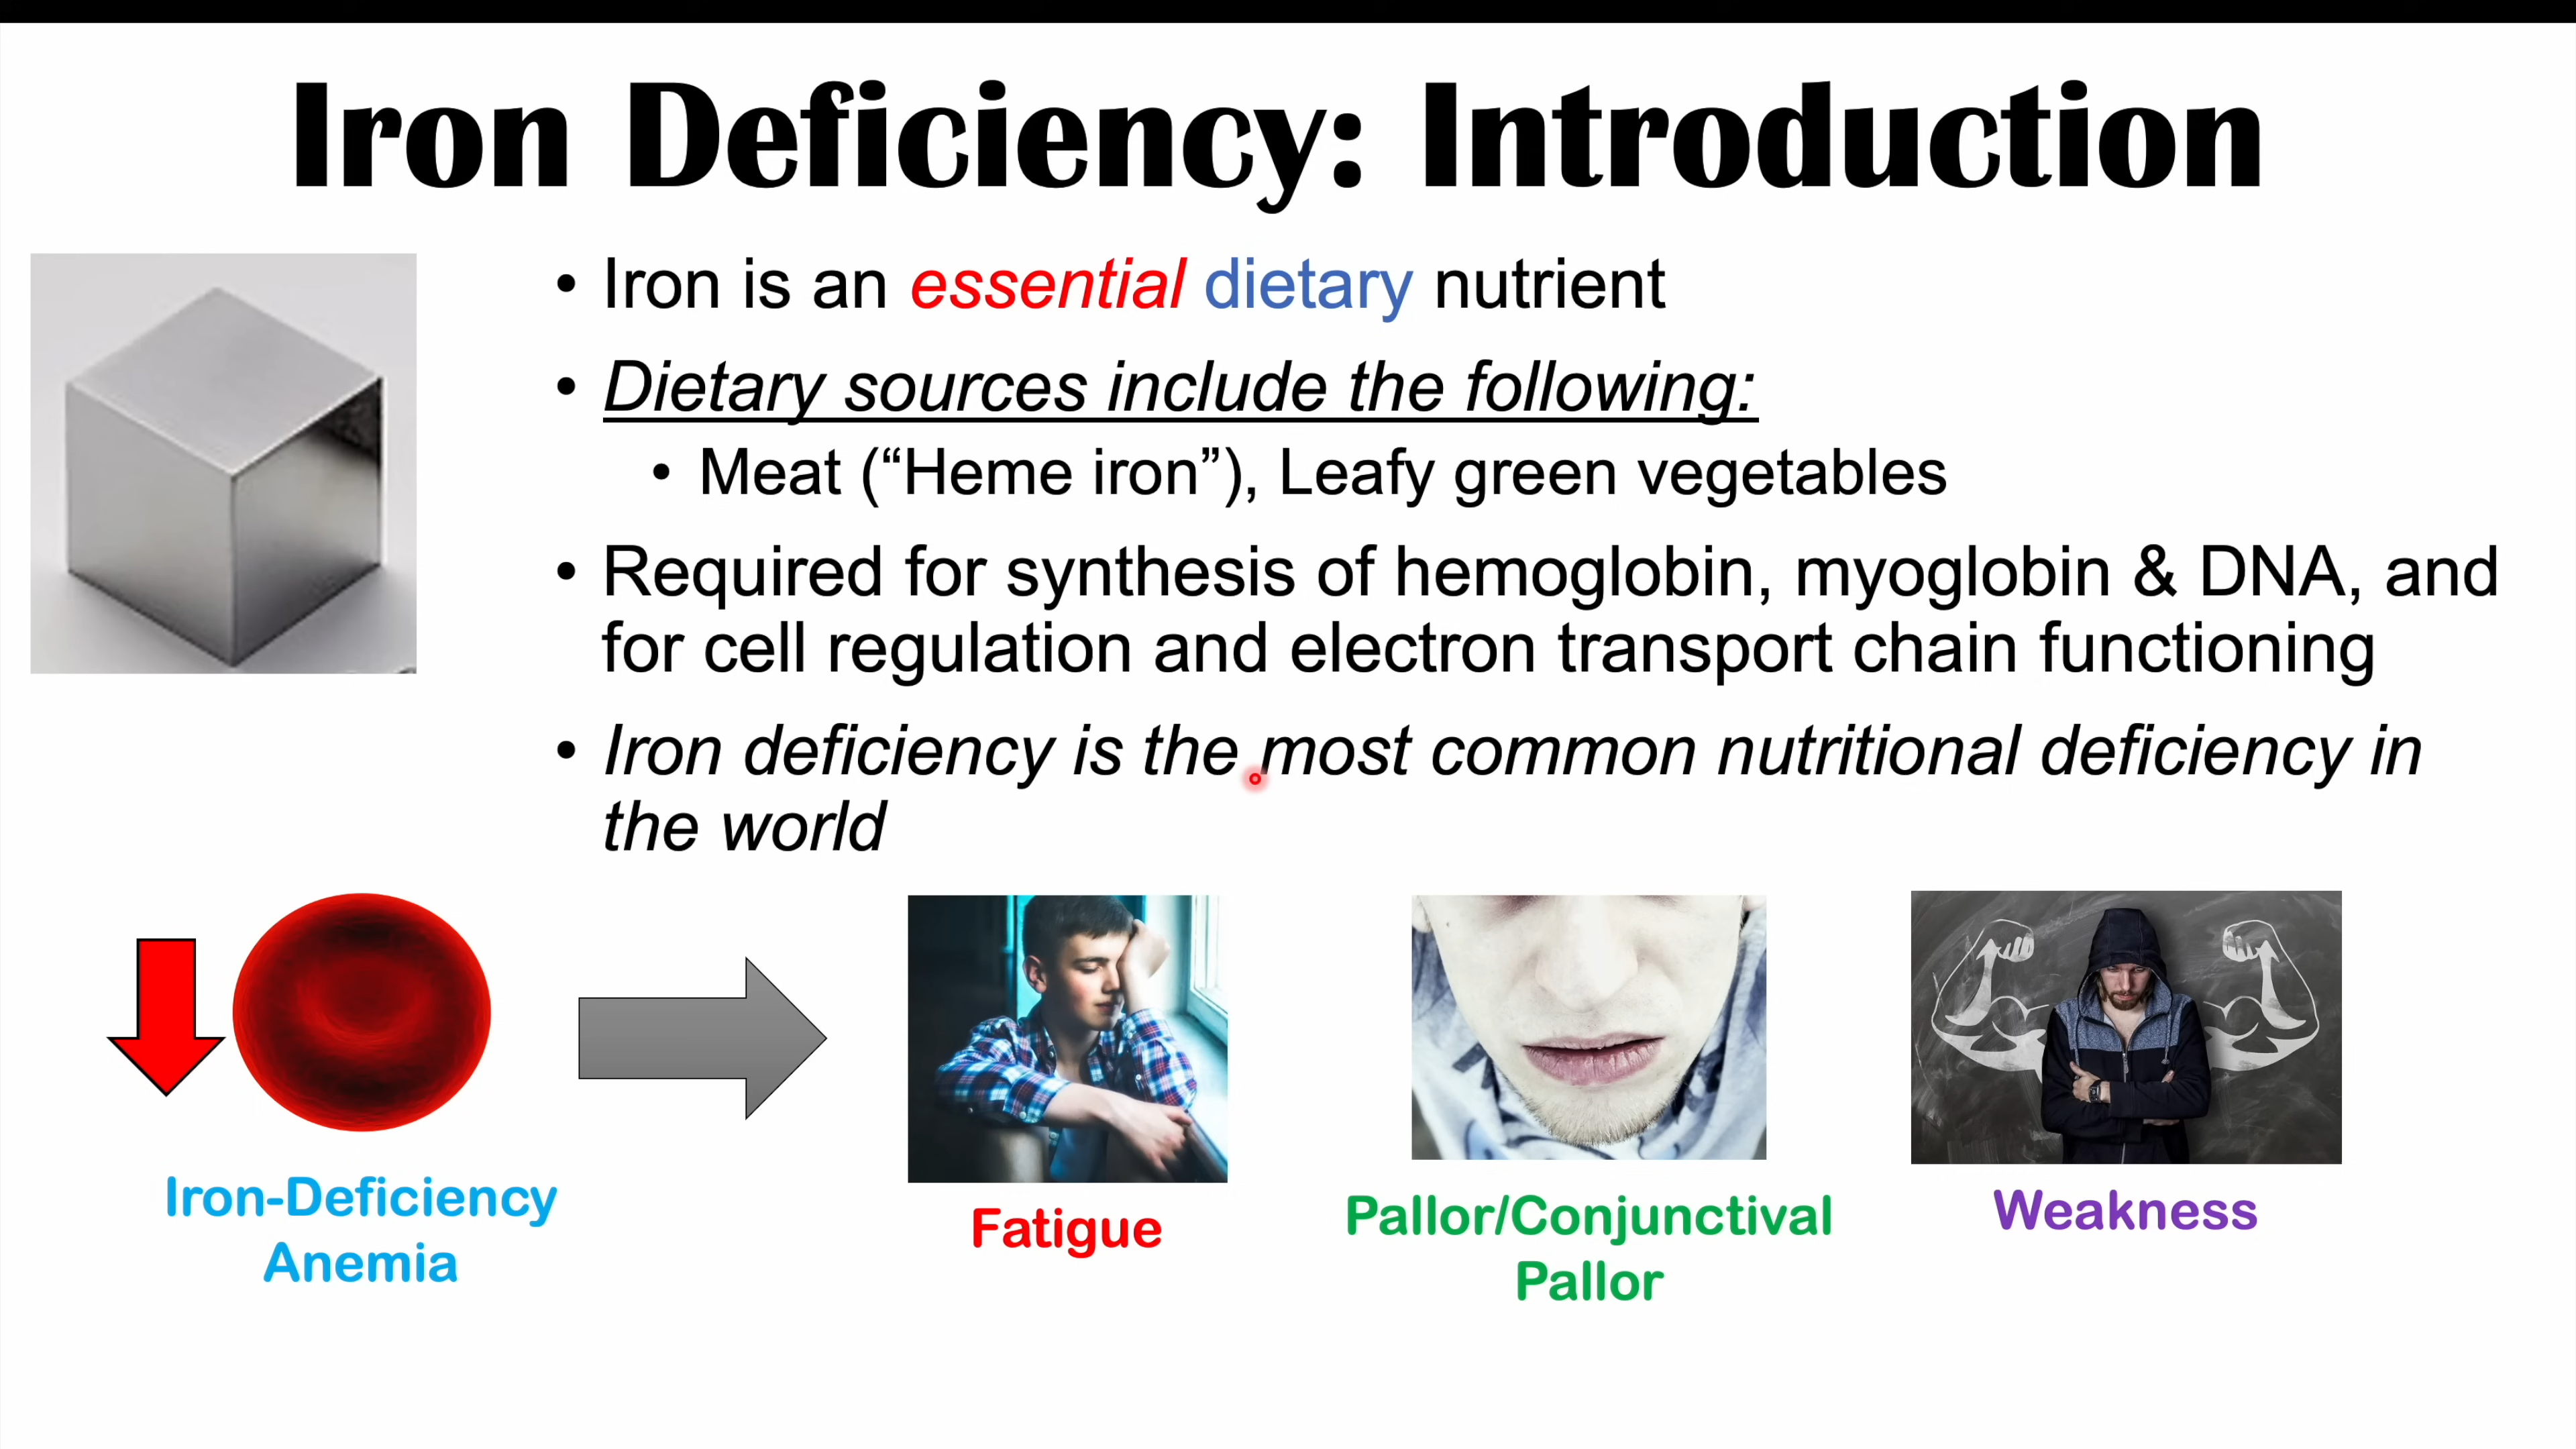 Iron Deficiency: Introduction
• Iron is an essential dietary nutrient
• Dietary sources include the following:
• Meat (“Heme iron”), Leafy green vegetables
• Required for synthesis of hemoglobin, myoglobin & DNA, and
for cell regulation and electron transport chain functioning
• Iron deficiency is the most common nutritional deficiency in
the world
Iron-Deficiency
Anemia
Fatigue
Pallor/Conjunctival
Pallor
Weakness